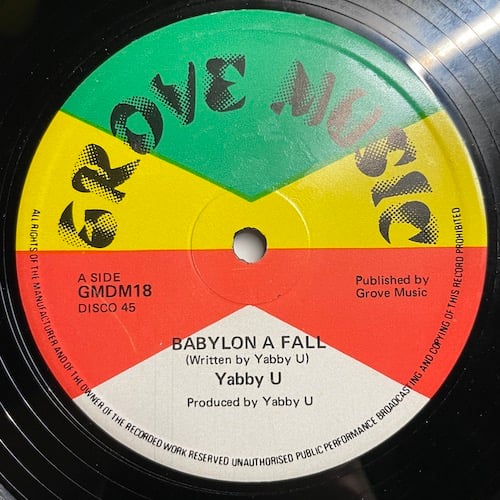 GROVE MUSIC
A SIDE
GMDM18
DISCO 45
Published by
Grove Music
BABYLON A FALL
(Written by Yabby U)
Yabby U
Produced by Yabby U
ALL RIGHTS OF THE MANUFACTURER AND OF THE OWNER OF THE RECORDED WORK RESERVED UNAUTHORISED PUBLIC PERFORMANCE BROADCASTING AND COPYING OF THIS RECORD PROHIBITED